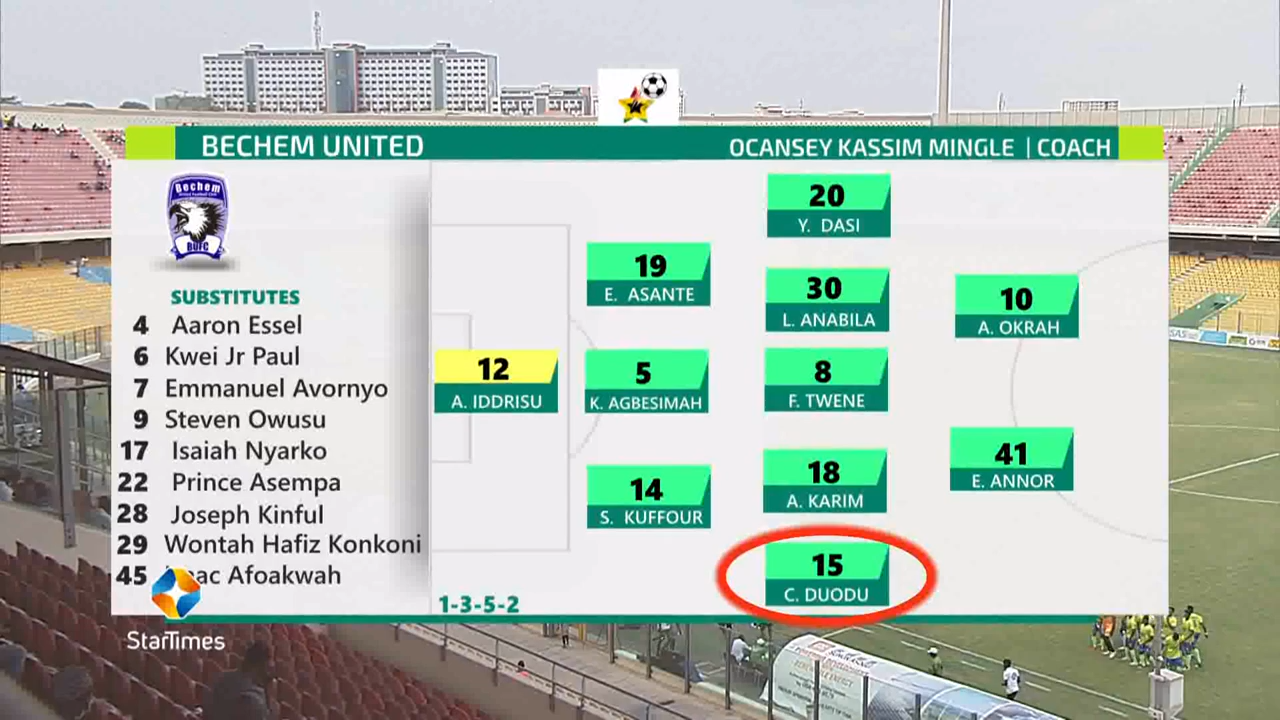 BECHEM UNITED
OCANSEY KASSIM MINGLE | COACH
Bechem
BUFC
SUBSTITUTES
4 Aaron Essel
6 Kwei Jr Paul
7 Emmanuel Avornyo
9 Steven Owusu
17 Isaiah Nyarko
22 Prince Asempa
28 Joseph Kinful
29 Wontah Hafiz Konkoni
45 Afoakwah
12
A. IDDRISU
19
E. ASANTE
5
K. AGBESIMAH
14
S. KUFFOUR
20
Y. DASI
30
L. ANABILA
8
F. TWENE
18
A. KARIM
15
C. DUODU
10
A. OKRAH
41
E. ANNOR
1-3-5-2
StarTimes